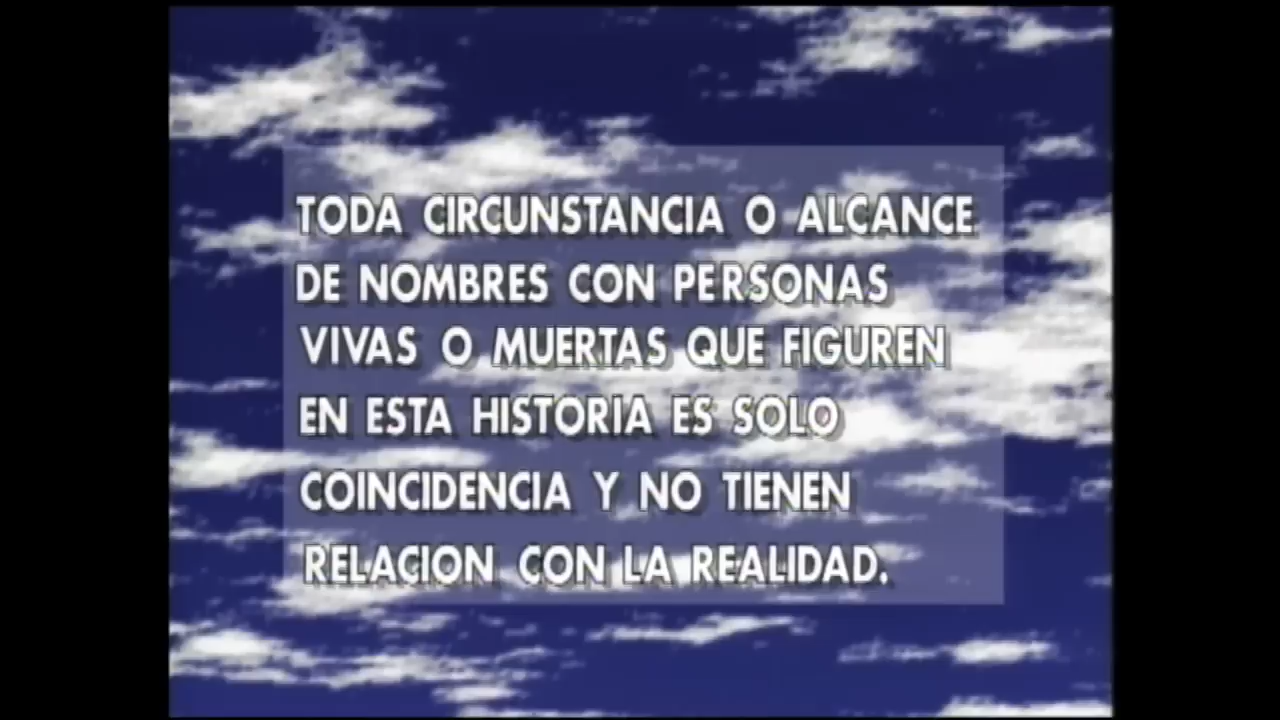 TODA CIRCUNSTANCIA O ALCANCE
DE NOMBRES CON PERSONAS
VIVAS O MUERTAS QUE FIGUREN
EN ESTA HISTORIA ES SOLO
COINCIDENCIA Y NO TIENEN
RELACION CON LA REALIDAD.